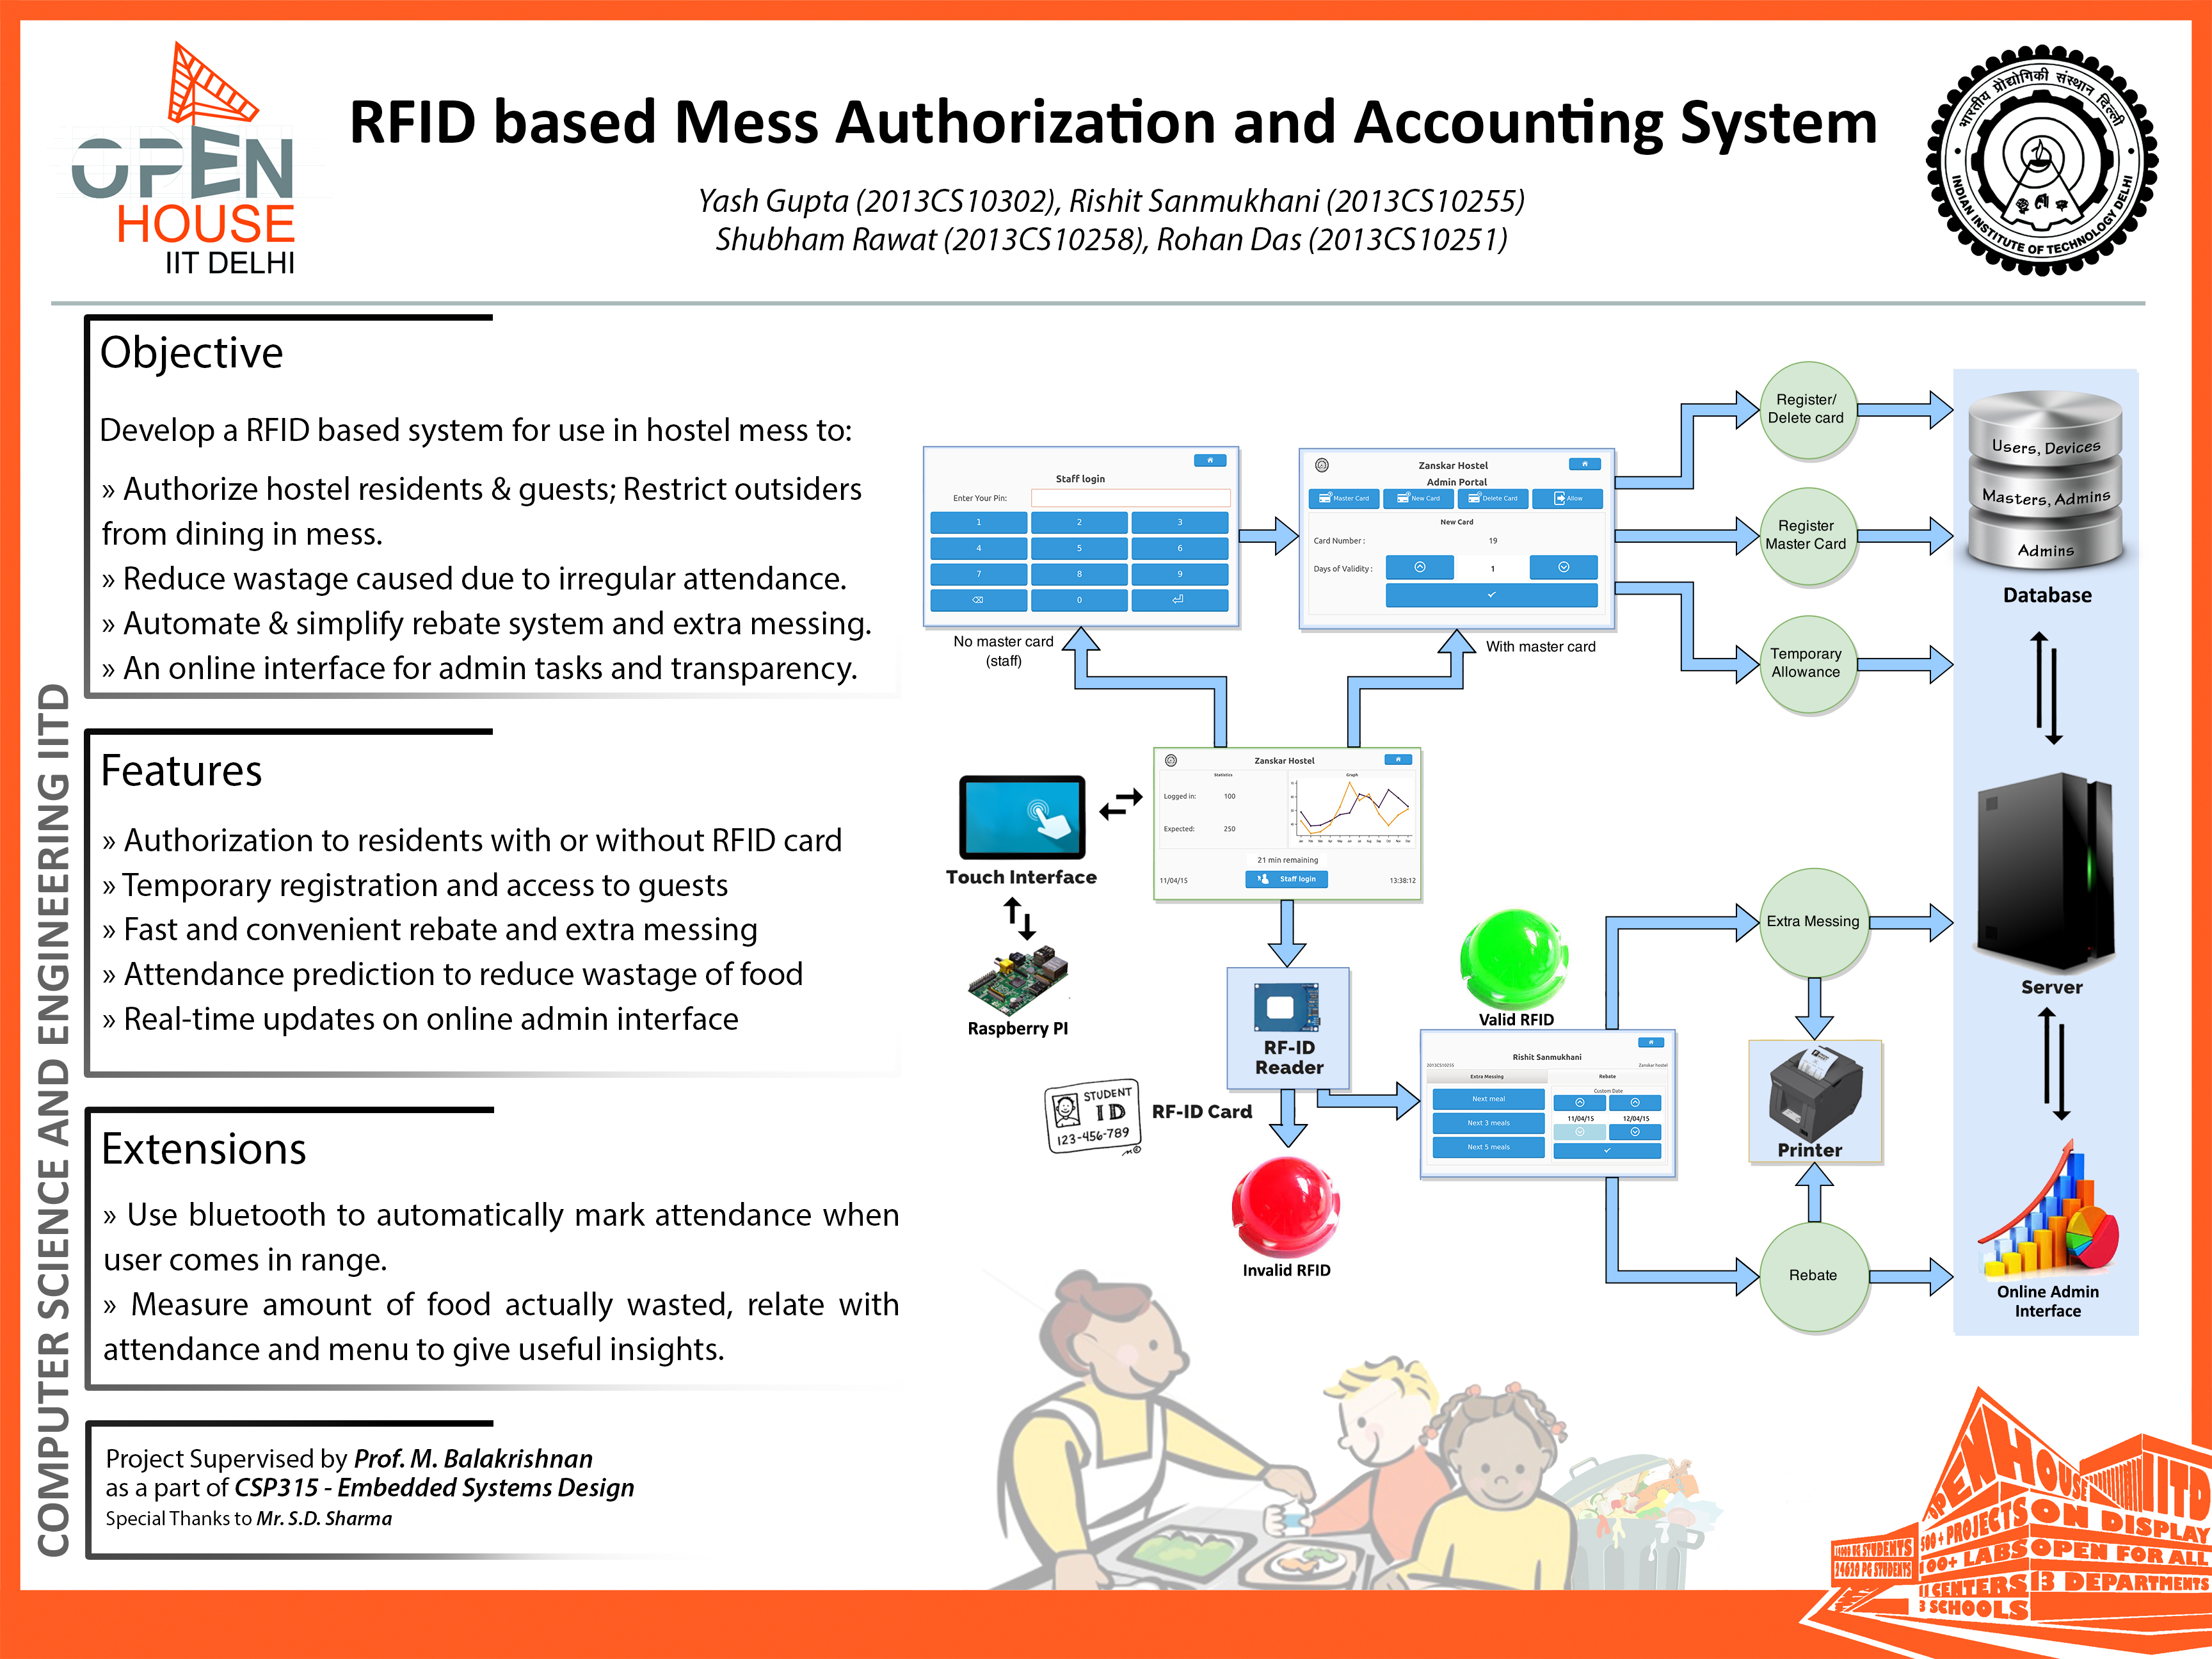 OPEN
HOUSE
IIT DELHI
RFID based Mess Authorization and Accounting System
Yash Gupta (2013CS10302), Rishit Sanmukhani (2013CS10255)
Shubham Rawat (2013CS10258), Rohan Das (2013CS10251)
भारतीय प्रौद्योगिकी संस्थान दिल्ली
INDIAN INSTITUTE OF TECHNOLOGY DELHI
COMPUTER SCIENCE AND ENGINEERING IITD
Objective
Develop a RFID based system for use in hostel mess to:
» Authorize hostel residents & guests; Restrict outsiders
from dining in mess.
» Reduce wastage caused due to irregular attendance.
» Automate & simplify rebate system and extra messing.
» An online interface for admin tasks and transparency.
Features
» Authorization to residents with or without RFID card
» Temporary registration and access to guests
» Fast and convenient rebate and extra messing
» Attendance prediction to reduce wastage of food
» Real-time updates on online admin interface
Extensions
» Use bluetooth to automatically mark attendance when
user comes in range.
» Measure amount of food actually wasted, relate with
attendance and menu to give useful insights.
Project Supervised by Prof. M. Balakrishnan
as a part of CSP315 - Embedded Systems Design
Special Thanks to Mr. S.D. Sharma
Staff login
Enter Your Pin:
1 2 3
4 5 6
7 8 9
0
No master card
(staff)
Zanskar Hostel
Admin Portal
Master Card New Card Delete Card Allow
New Card
Card Number : 19
Days of Validity : 1
With master card
Register/
Delete card
Register
Master Card
Temporary
Allowance
Users, Devices
Masters, Admins
Admins
Database
Touch Interface
Raspberry PI
Zanskar Hostel
Statistics Graph
Logged in: 100
Expected: 250
21 min remaining
11/04/15 Staff login 13:38:12
RF-ID
Reader
STUDENT
ID
123-456-789
RF-ID Card
Invalid RFID
Valid RFID
Rishit Sanmukhani
2013CS10255 Zanskar hostel
Extra Messing Rebate
Next meal
Next 3 meals
Next 5 meals
Custom Date
11/04/15 12/04/15
Extra Messing
Printer
Rebate
Server
Online Admin
Interface
OPENHOUSE IITD
500+ PROJECTS ON DISPLAY
100+ LABS OPEN FOR ALL
11 CENTERS 13 DEPARTMENTS
3 SCHOOLS